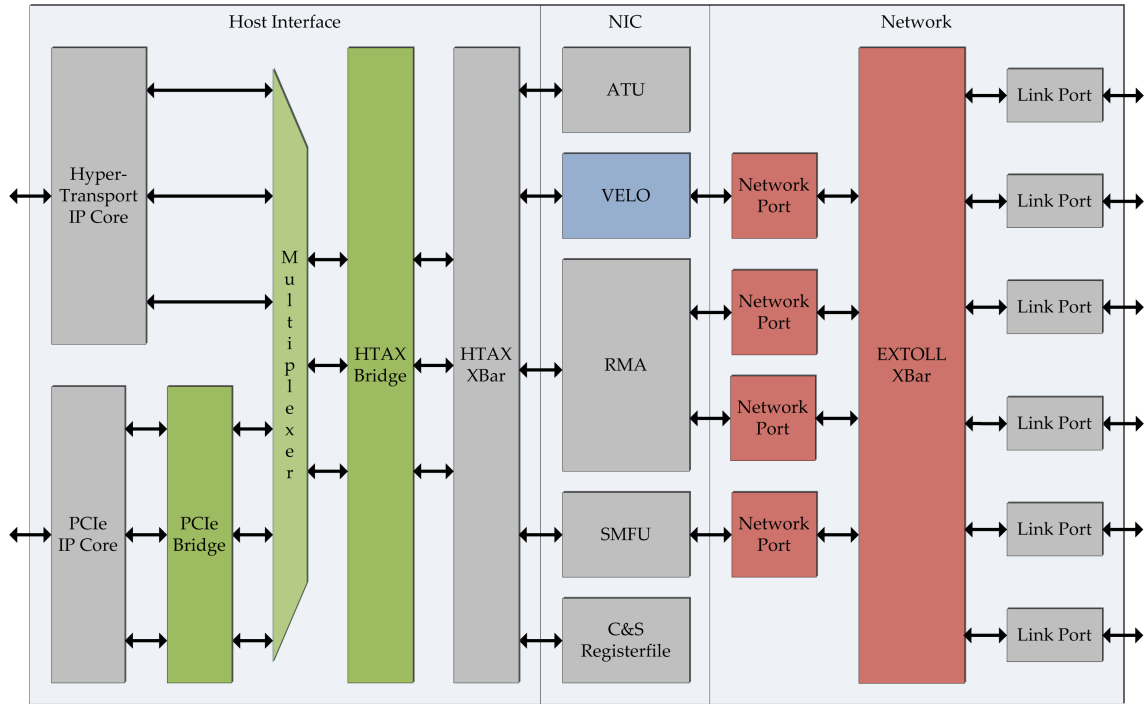 Host Interface
NIC
Network
Hyper-
Transport
IP Core
PCIe
IP Core
PCIe
Bridge
Multiplexer
HTAX
Bridge
HTAX
XBar
ATU
VELO
RMA
SMFU
C&S
Registerfile
Network
Port
Network
Port
Network
Port
Network
Port
EXTOLL
XBar
Link Port
Link Port
Link Port
Link Port
Link Port
Link Port